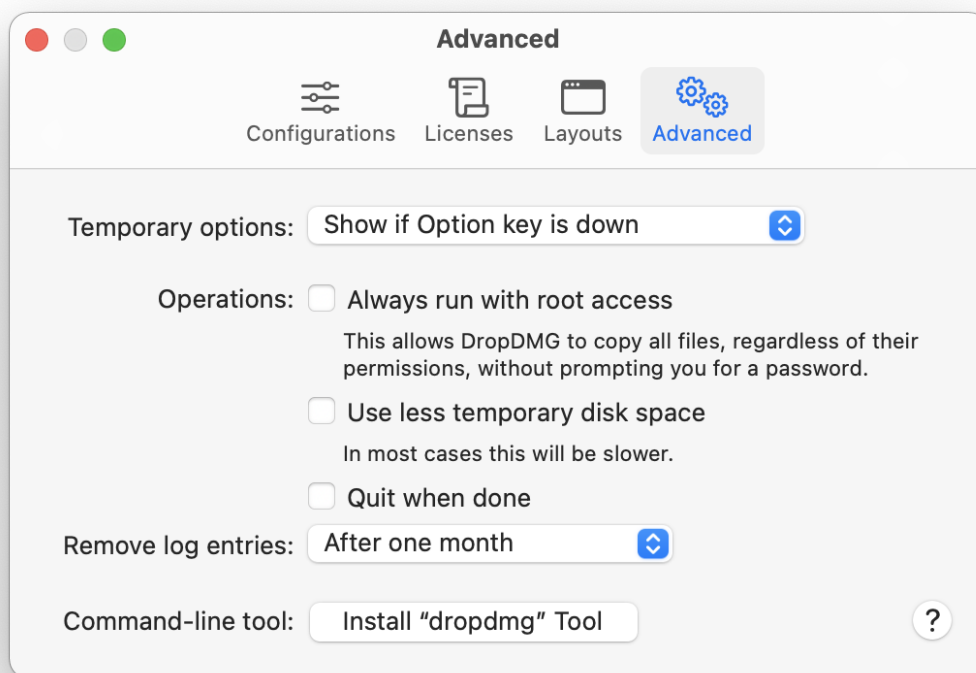 Advanced
Configurations Licenses Layouts Advanced
Temporary options: Show if Option key is down
Operations: Always run with root access
This allows DropDMG to copy all files, regardless of their
permissions, without prompting you for a password.
Use less temporary disk space
In most cases this will be slower.
Quit when done
Remove log entries: After one month
Command-line tool: Install “dropdmg” Tool ?